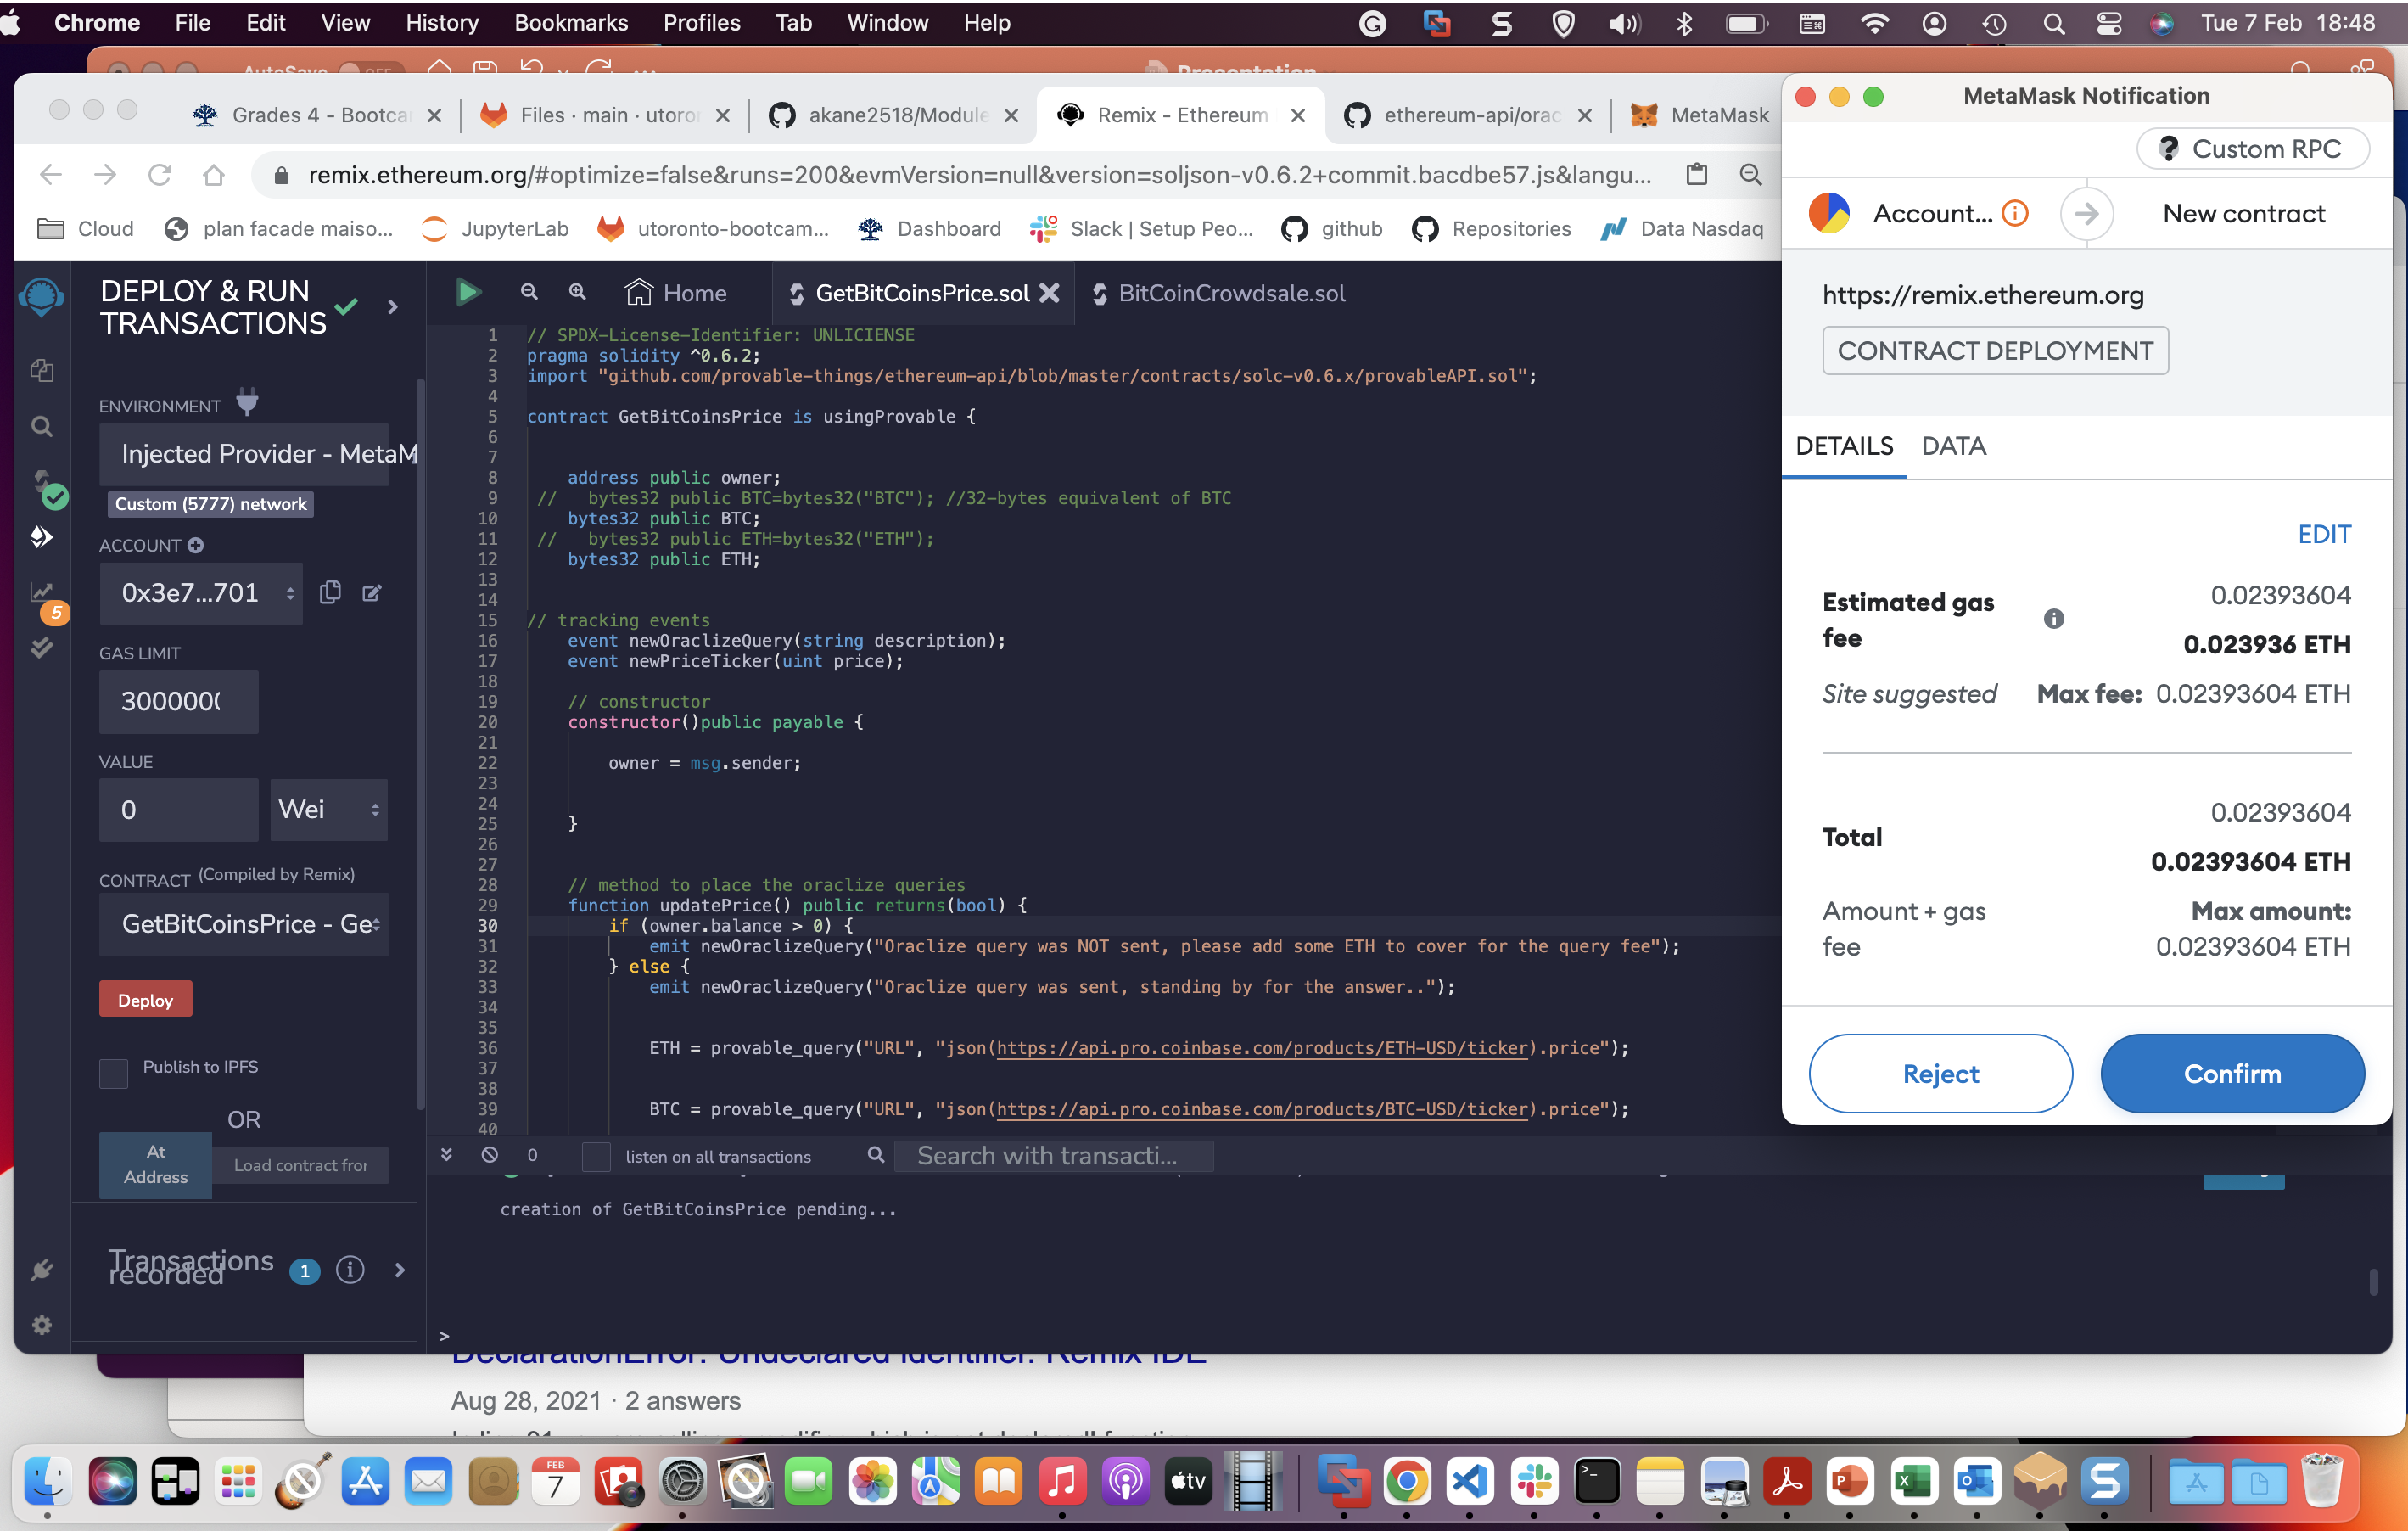 Chrome File Edit View History Bookmarks Profiles Tab Window Help Tue 7 Feb 18:48
AutoSave OFF Presentation
Grades 4 - Bootca Files · main · utoror akane2518/Module Remix - Ethereum ethereum-api/orac MetaMask
remix.ethereum.org/#optimize=false&runs=200&evmVersion=null&version=soljson-v0.6.2+commit.bacdbe57.js&langu...
Cloud plan facade maiso... JupyterLab utoronto-bootcam... Dashboard Slack | Setup Peo... github Repositories Data Nasdaq
DEPLOY & RUN
TRANSACTIONS
ENVIRONMENT
Injected Provider - MetaM
Custom (5777) network
ACCOUNT
0x3e7...701
5
GAS LIMIT
3000000
VALUE
0 Wei
CONTRACT (Compiled by Remix)
GetBitCoinsPrice - Ge
Deploy
Publish to IPFS
OR
At
Address
Load contract fror
Transactions
recorded
1
Home GetBitCoinsPrice.sol BitCoinCrowdsale.sol
1 // SPDX-License-Identifier: UNLICIENSE
2 pragma solidity ^0.6.2;
3 import "github.com/provable-things/ethereum-api/blob/master/contracts/solc-v0.6.x/provableAPI.sol";
4
5 contract GetBitCoinsPrice is usingProvable {
6
7
8 address public owner;
9 // bytes32 public BTC=bytes32("BTC"); //32-bytes equivalent of BTC
10 bytes32 public BTC;
11 // bytes32 public ETH=bytes32("ETH");
12 bytes32 public ETH;
13
14
15 // tracking events
16 event newOraclizeQuery(string description);
17 event newPriceTicker(uint price);
18
19 // constructor
20 constructor()public payable {
21
22 owner = msg.sender;
23
24
25 }
26
27
28 // method to place the oraclize queries
29 function updatePrice() public returns(bool) {
30 if (owner.balance > 0) {
31 emit newOraclizeQuery("Oraclize query was NOT sent, please add some ETH to cover for the query fee");
32 } else {
33 emit newOraclizeQuery("Oraclize query was sent, standing by for the answer..");
34
35
36 ETH = provable_query("URL", "json(https://api.pro.coinbase.com/products/ETH-USD/ticker).price");
37
38
39 BTC = provable_query("URL", "json(https://api.pro.coinbase.com/products/BTC-USD/ticker).price");
40
0 listen on all transactions Search with transacti...
creation of GetBitCoinsPrice pending...
>
MetaMask Notification
Custom RPC
Account... New contract
https://remix.ethereum.org
CONTRACT DEPLOYMENT
DETAILS DATA
EDIT
Estimated gas
fee
0.02393604
0.023936 ETH
Site suggested Max fee: 0.02393604 ETH
0.02393604
Total
0.02393604 ETH
Amount + gas
fee
Max amount:
0.02393604 ETH
Reject Confirm
DeclarationError: Undeclared Identifier: Remix IDE
Aug 28, 2021 · 2 answers
FEB
7
tv